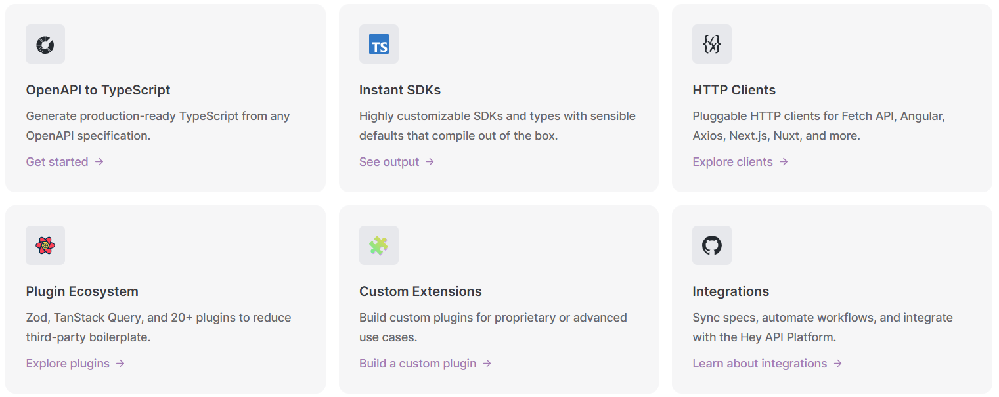 TS
{√x}
OpenAPI to TypeScript
Generate production-ready TypeScript from any
OpenAPI specification.
Get started →
Instant SDKs
Highly customizable SDKs and types with sensible
defaults that compile out of the box.
See output →
HTTP Clients
Pluggable HTTP clients for Fetch API, Angular,
Axios, Next.js, Nuxt, and more.
Explore clients →
Plugin Ecosystem
Zod, TanStack Query, and 20+ plugins to reduce
third-party boilerplate.
Explore plugins →
Custom Extensions
Build custom plugins for proprietary or advanced
use cases.
Build a custom plugin →
Integrations
Sync specs, automate workflows, and integrate
with the Hey API Platform.
Learn about integrations →